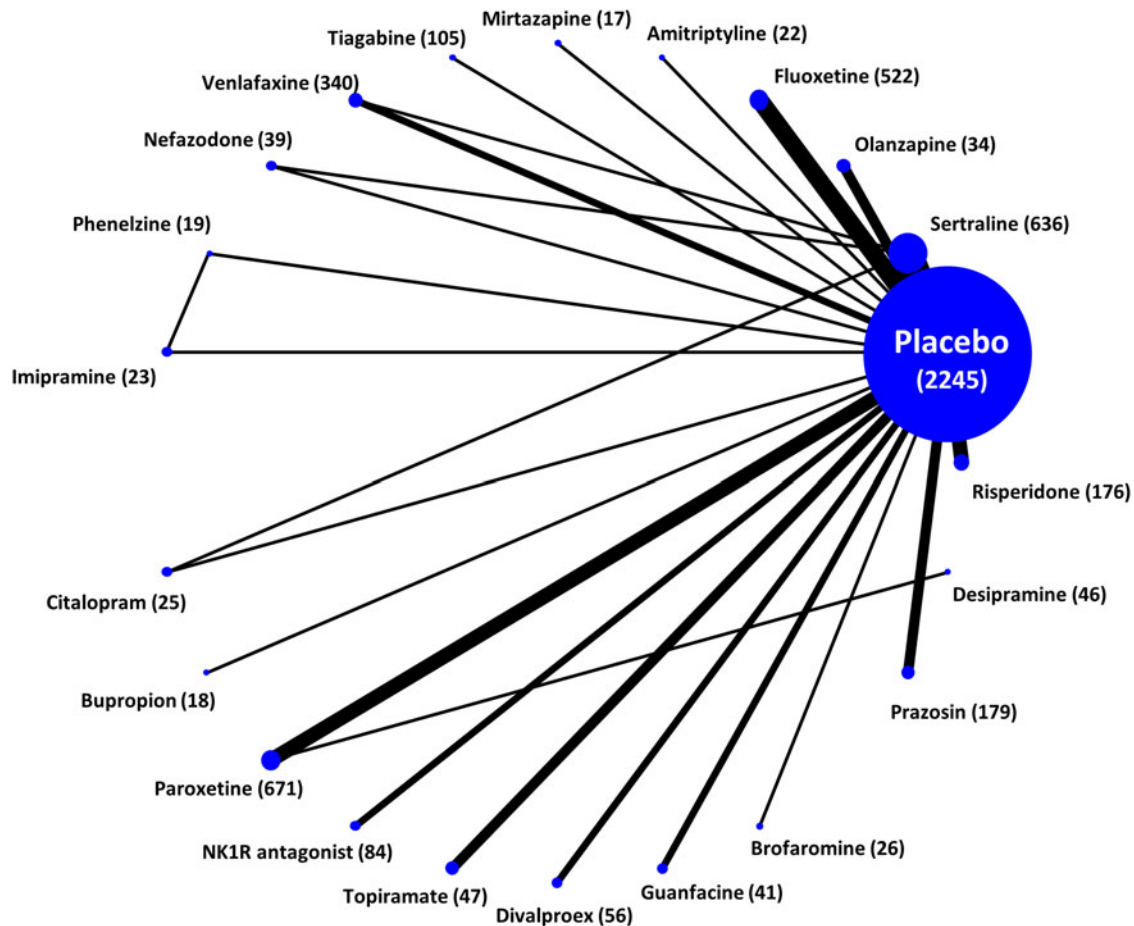 Mirtazapine (17)
Tiagabine (105)
Amitriptyline (22)
Venlafaxine (340)
Fluoxetine (522)
Nefazodone (39)
Olanzapine (34)
Phenelzine (19)
Sertraline (636)
Placebo
(2245)
Imipramine (23)
Risperidone (176)
Citalopram (25)
Desipramine (46)
Bupropion (18)
Prazosin (179)
Paroxetine (671)
NK1R antagonist (84)
Brofaromine (26)
Topiramate (47)
Guanfacine (41)
Divalproex (56)